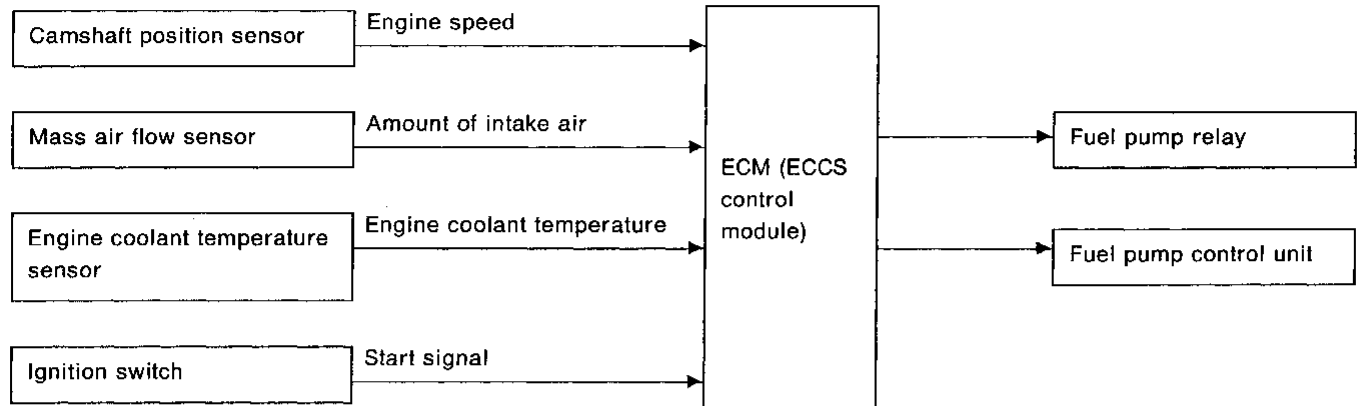 Camshaft position sensor
Engine speed
Mass air flow sensor
Amount of intake air
Engine coolant temperature
sensor
Engine coolant temperature
Ignition switch
Start signal
ECM (ECCS
control
module)
Fuel pump relay
Fuel pump control unit